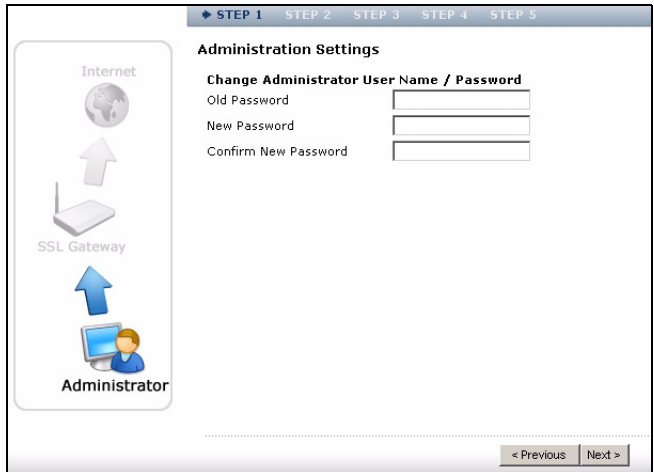 STEP 1 STEP 2 STEP 3 STEP 4 STEP 5
Administration Settings
Change Administrator User Name / Password
Old Password
New Password
Confirm New Password
Internet
SSL Gateway
Administrator
< Previous Next >